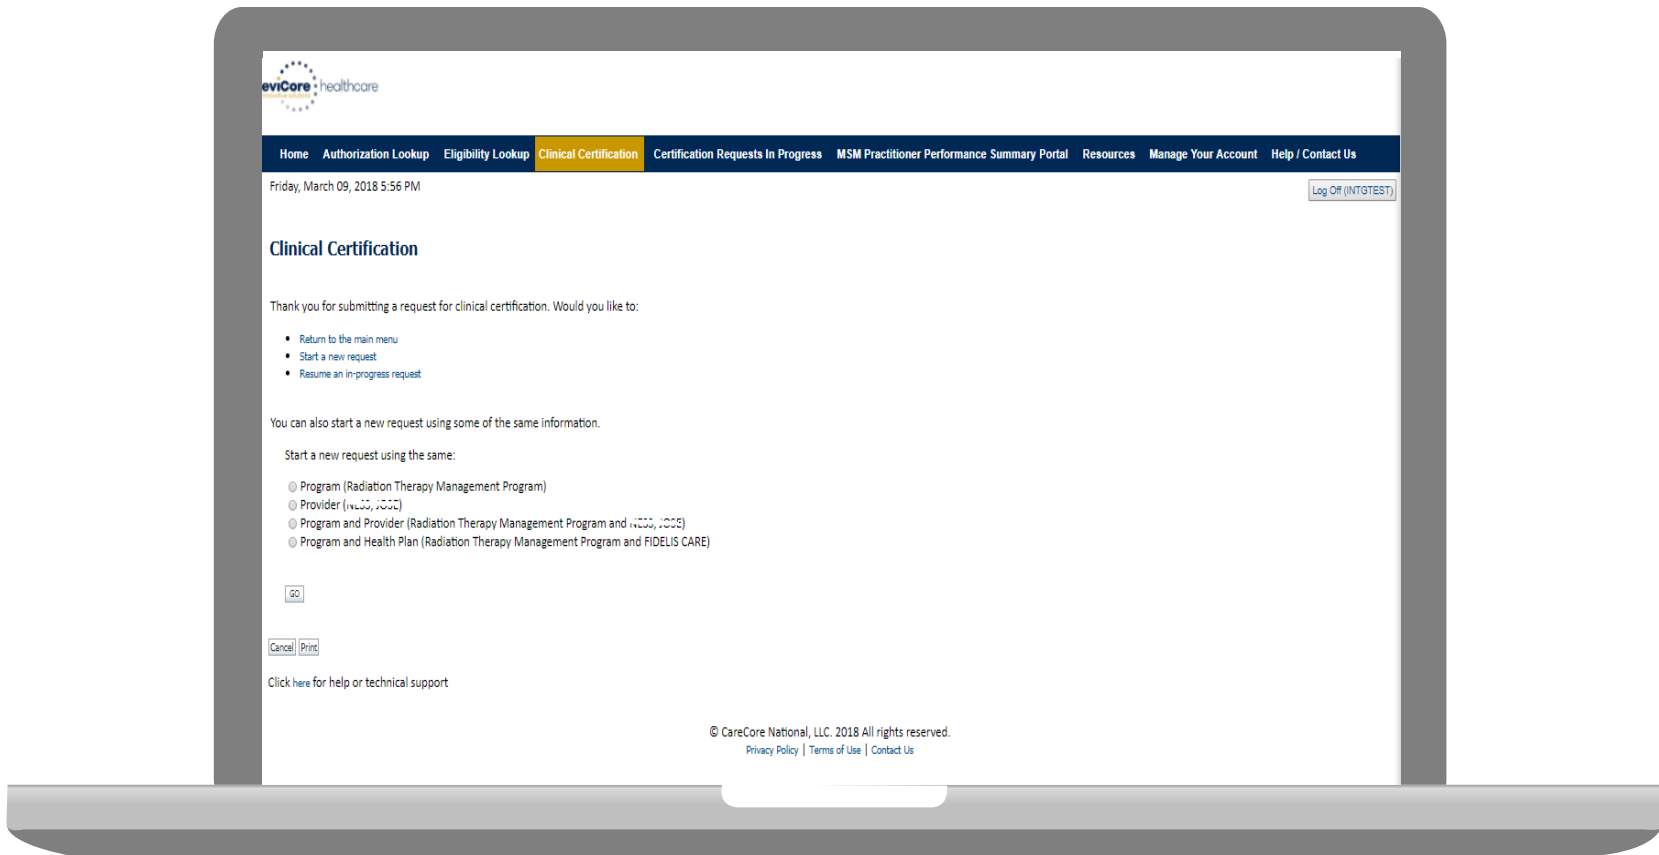 eviCore healthcare
innovative solutions
Home Authorization Lookup Eligibility Lookup Clinical Certification Certification Requests In Progress MSM Practitioner Performance Summary Portal Resources Manage Your Account Help / Contact Us
Friday, March 09, 2018 5:56 PM
Log Off (INTGTEST)
Clinical Certification
Thank you for submitting a request for clinical certification. Would you like to:
• Return to the main menu
• Start a new request
• Resume an in-progress request
You can also start a new request using some of the same information.
Start a new request using the same:
Program (Radiation Therapy Management Program)
Provider ( )
Program and Provider (Radiation Therapy Management Program and )
Program and Health Plan (Radiation Therapy Management Program and FIDELIS CARE)
GO
Cancel Print
Click here for help or technical support
© CareCore National, LLC. 2018 All rights reserved.
Privacy Policy | Terms of Use | Contact Us